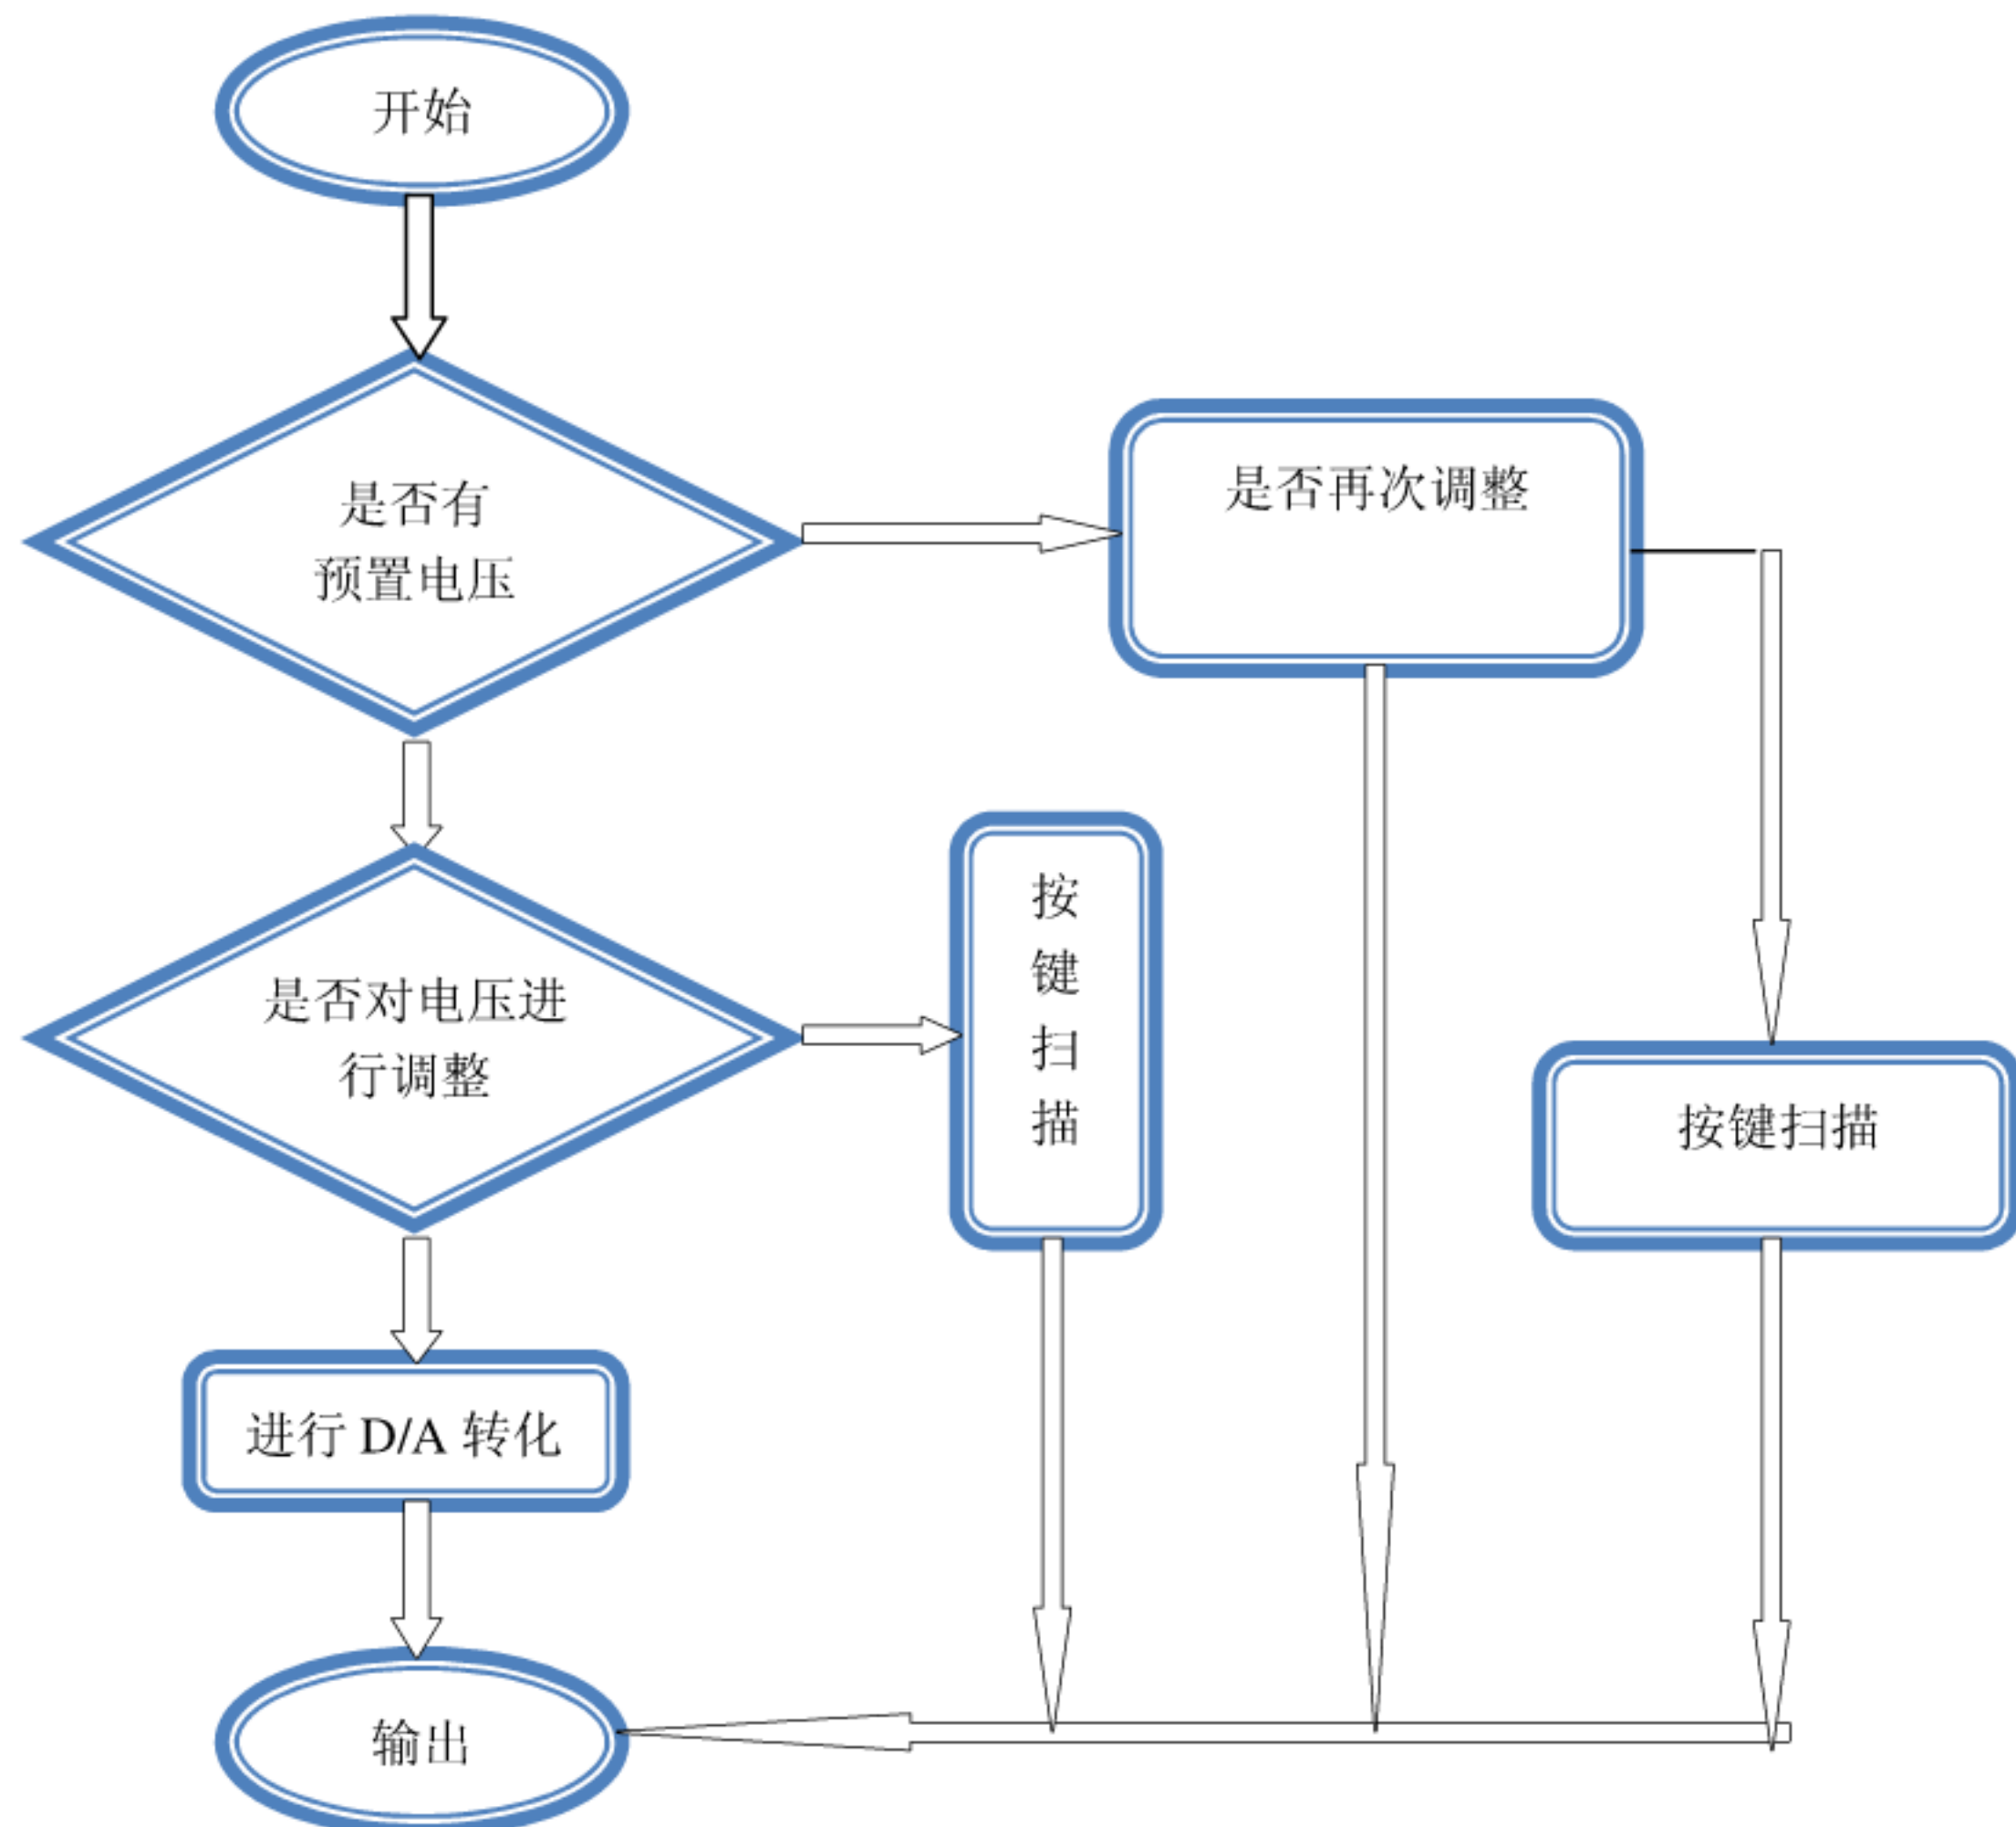 开始
是否有
预置电压
是否再次调整
是否对电压进
行调整
按
键
扫
描
按键扫描
进行 D/A 转化
输出